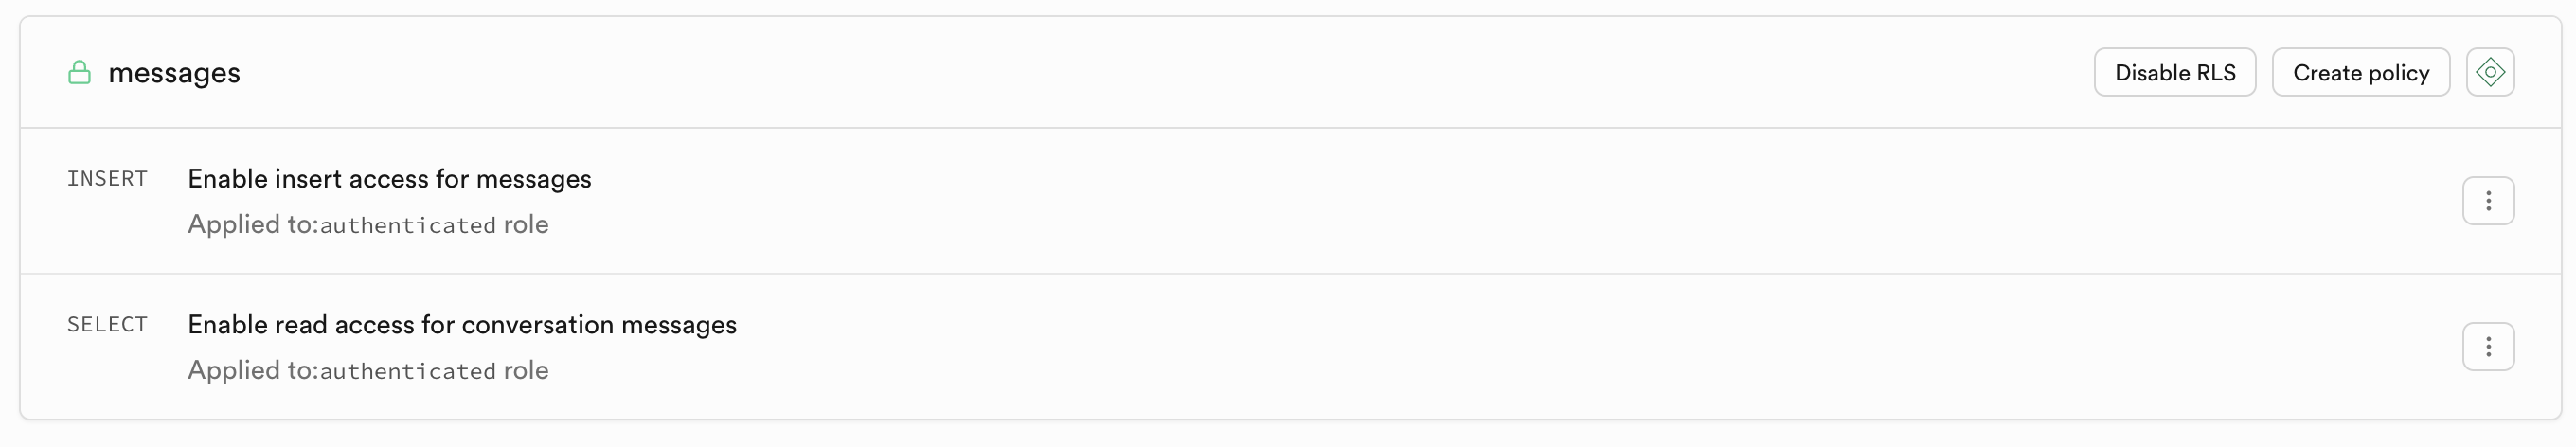 messages
Disable RLS
Create policy
INSERT
Enable insert access for messages
Applied to:authenticated role
SELECT
Enable read access for conversation messages
Applied to:authenticated role